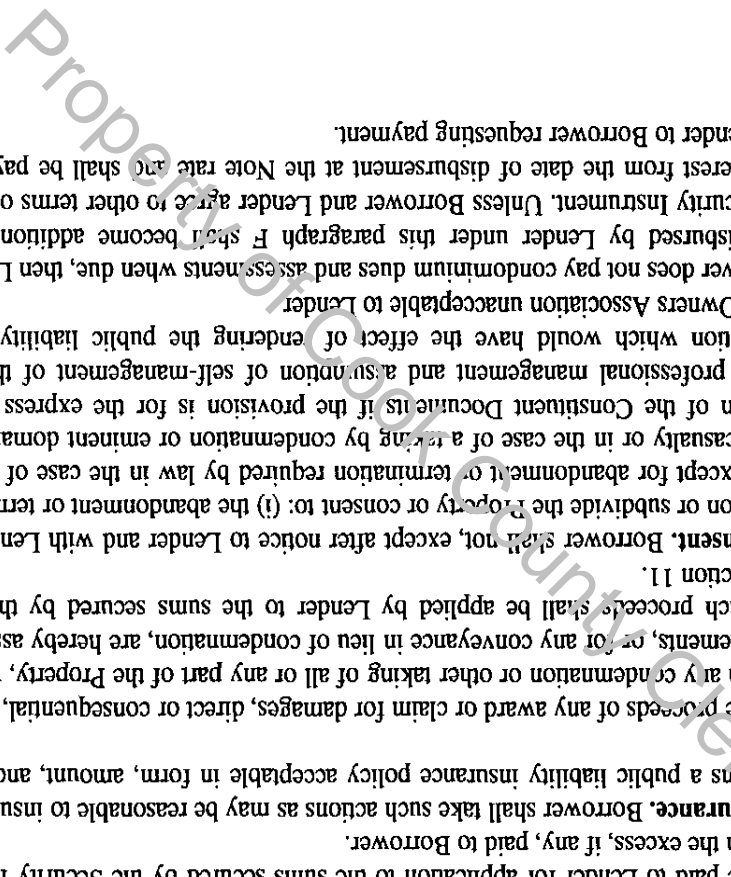 e paid to Lender for application to the sums secured by the Security I
n the excess, if any, paid to Borrower.
urance. Borrower shall take such actions as may be reasonable to insu
ns a public liability insurance policy acceptable in form, amount, and
e proceeds of any award or claim for damages, direct or consequential,
n any condemnation or other taking of all or any part of the Property,
ements, or for any conveyance in lieu of condemnation, are hereby as
ch proceeds shall be applied by Lender to the sums secured by th
ction 11.
nsent. Borrower shall not, except after notice to Lender and with Len
on or subdivide the Property or consent to: (i) the abandonment or term
xcept for abandonment or termination required by law in the case of
casualty or in the case of a taking by condemnation or eminent doma
n of the Constituent Documents if the provision is for the express
professional management and assumption of self-management of th
tion which would have the effect of rendering the public liability
Owners Association unacceptable to Lender
ver does not pay condominium dues and assessments when due, then L
isbursed by Lender under this paragraph F shall become addition
curity Instrument. Unless Borrower and Lender agree to other terms o
erest from the date of disbursement at the Note rate and shall be pay
ender to Borrower requesting payment.
Property of Cook County Cle